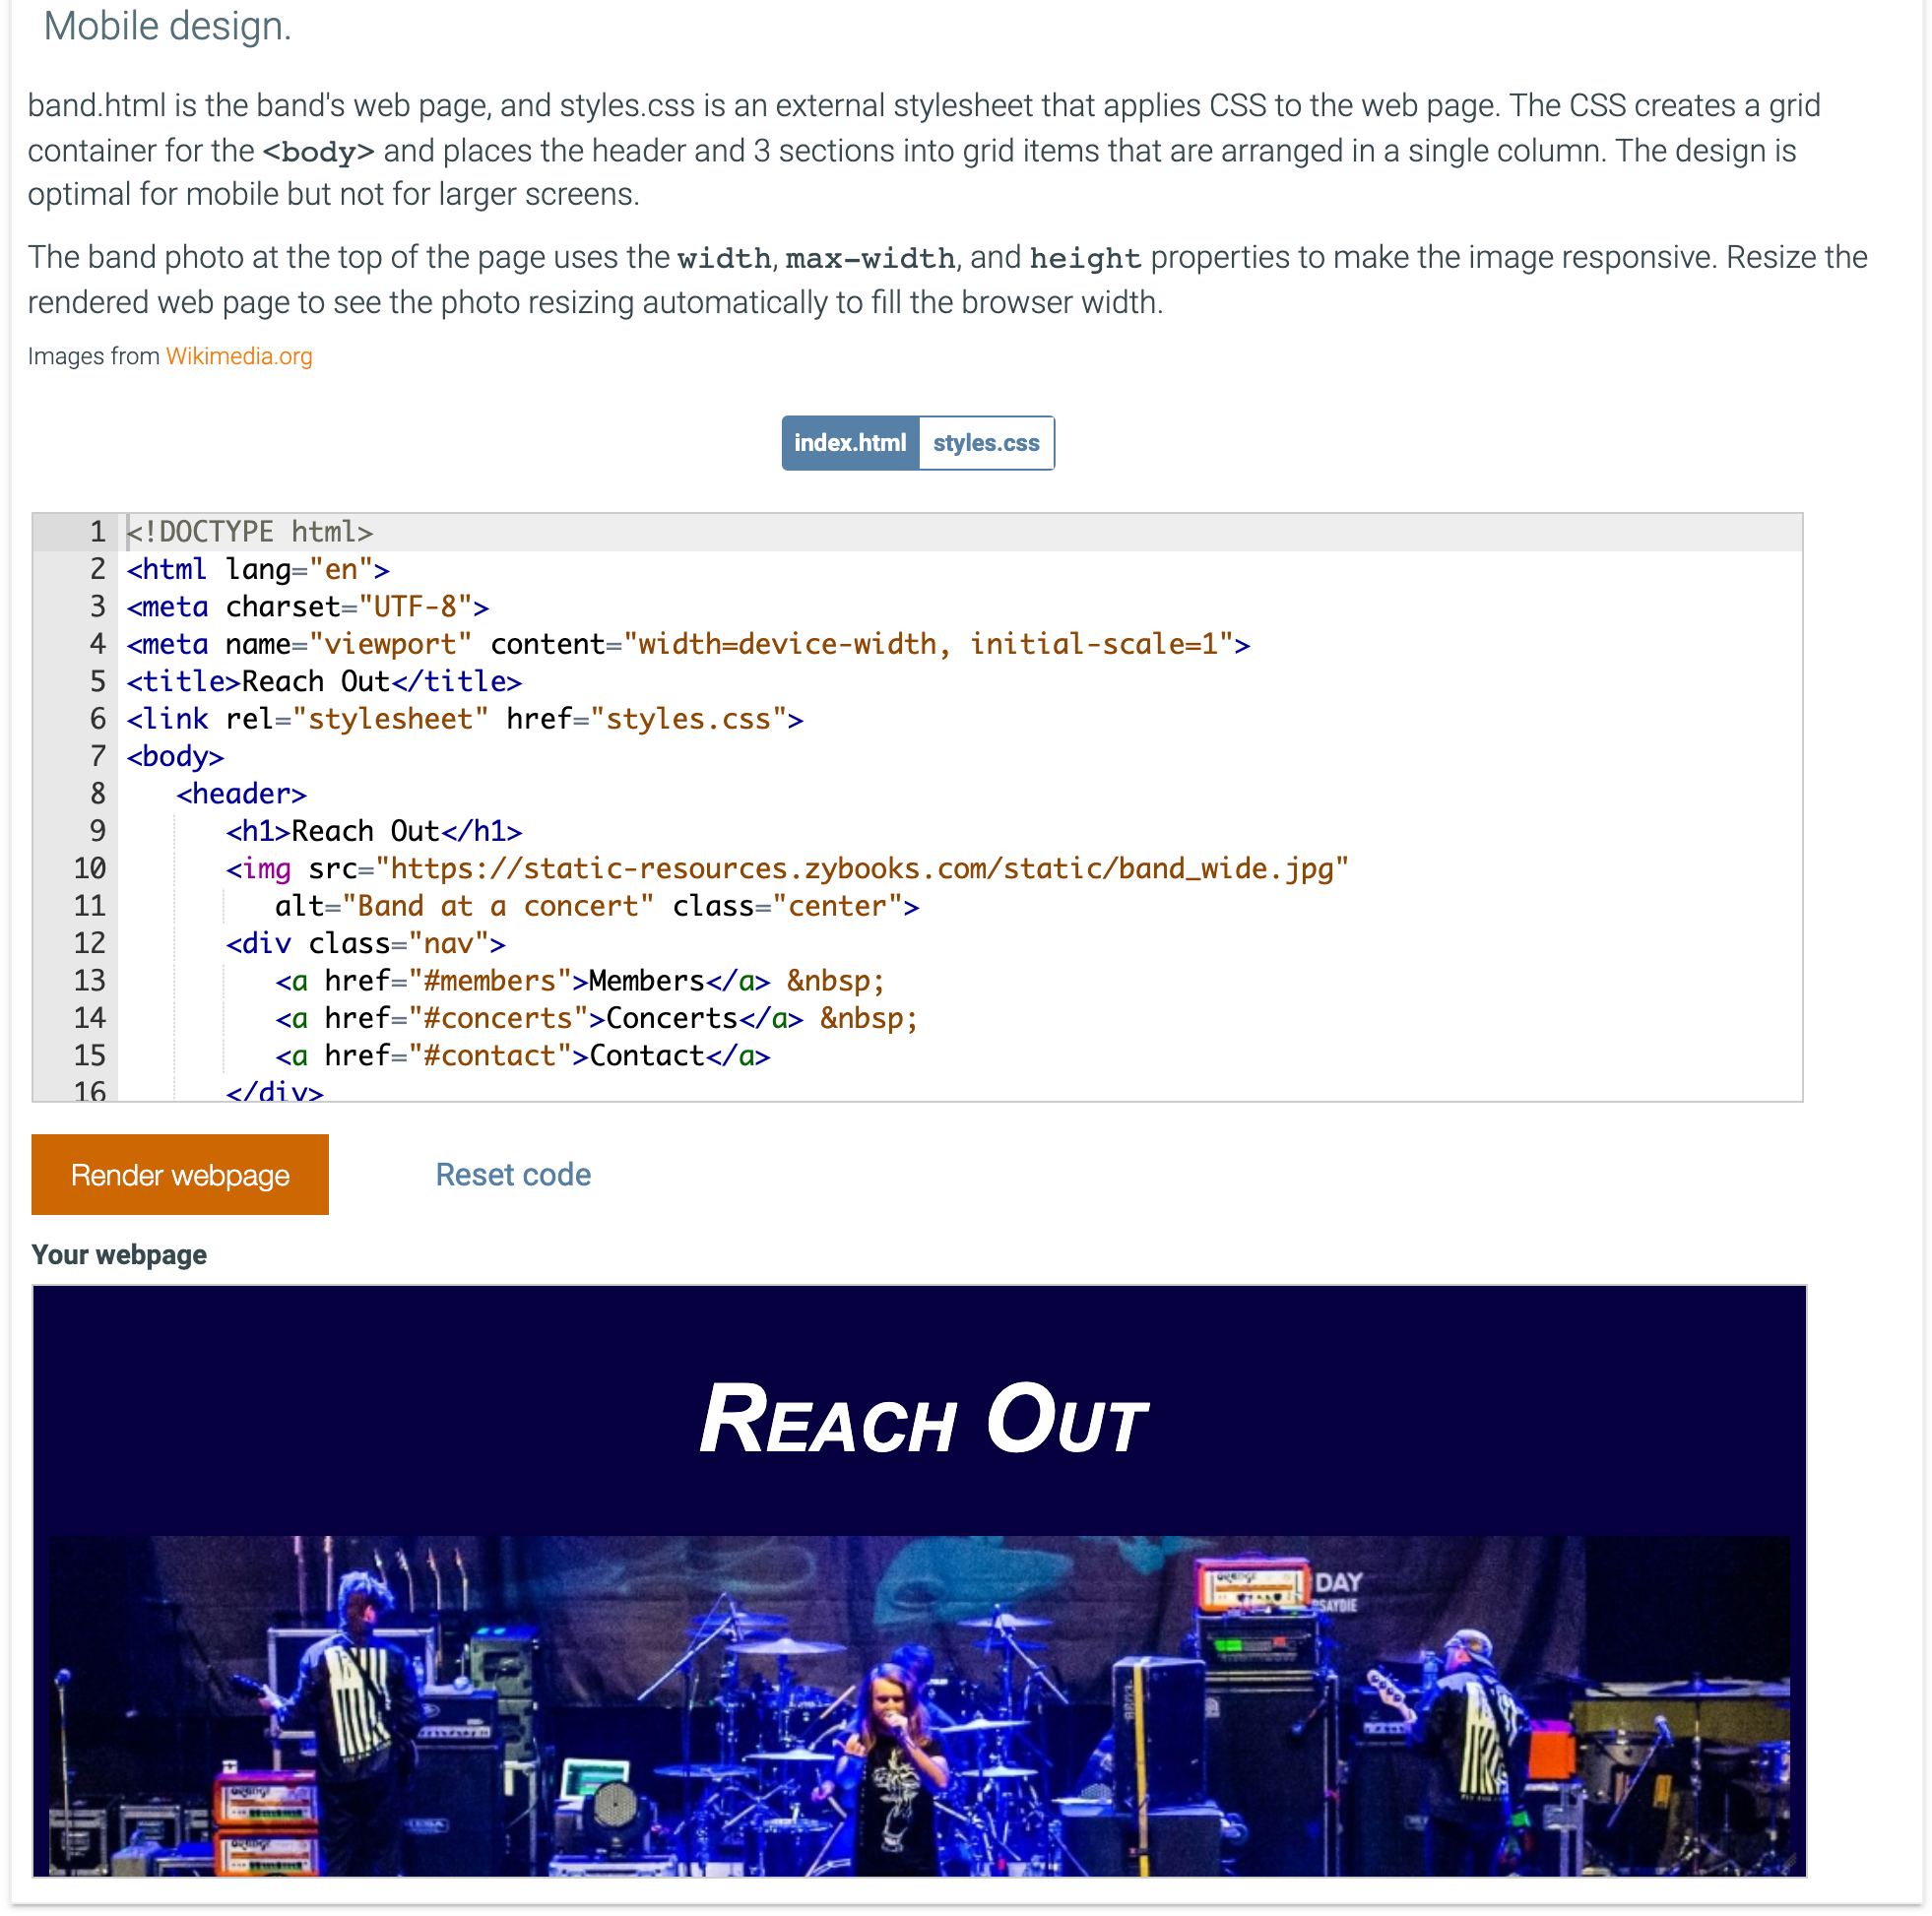 Mobile design.
band.html is the band's web page, and styles.css is an external stylesheet that applies CSS to the web page. The CSS creates a grid
container for the <body> and places the header and 3 sections into grid items that are arranged in a single column. The design is
optimal for mobile but not for larger screens.
The band photo at the top of the page uses the width, max-width, and height properties to make the image responsive. Resize the
rendered web page to see the photo resizing automatically to fill the browser width.
Images from Wikimedia.org
index.html styles.css
1 <!DOCTYPE html>
2 <html lang="en">
3 <meta charset="UTF-8">
4 <meta name="viewport" content="width=device-width, initial-scale=1">
5 <title>Reach Out</title>
6 <link rel="stylesheet" href="styles.css">
7 <body>
8 <header>
9 <h1>Reach Out</h1>
10 <img src="https://static-resources.zybooks.com/static/band_wide.jpg"
11 alt="Band at a concert" class="center">
12 <div class="nav">
13 <a href="#members">Members</a> &nbsp;
14 <a href="#concerts">Concerts</a> &nbsp;
15 <a href="#contact">Contact</a>
16 </div>
Render webpage Reset code
Your webpage
Reach Out
DAY
SAYDIE